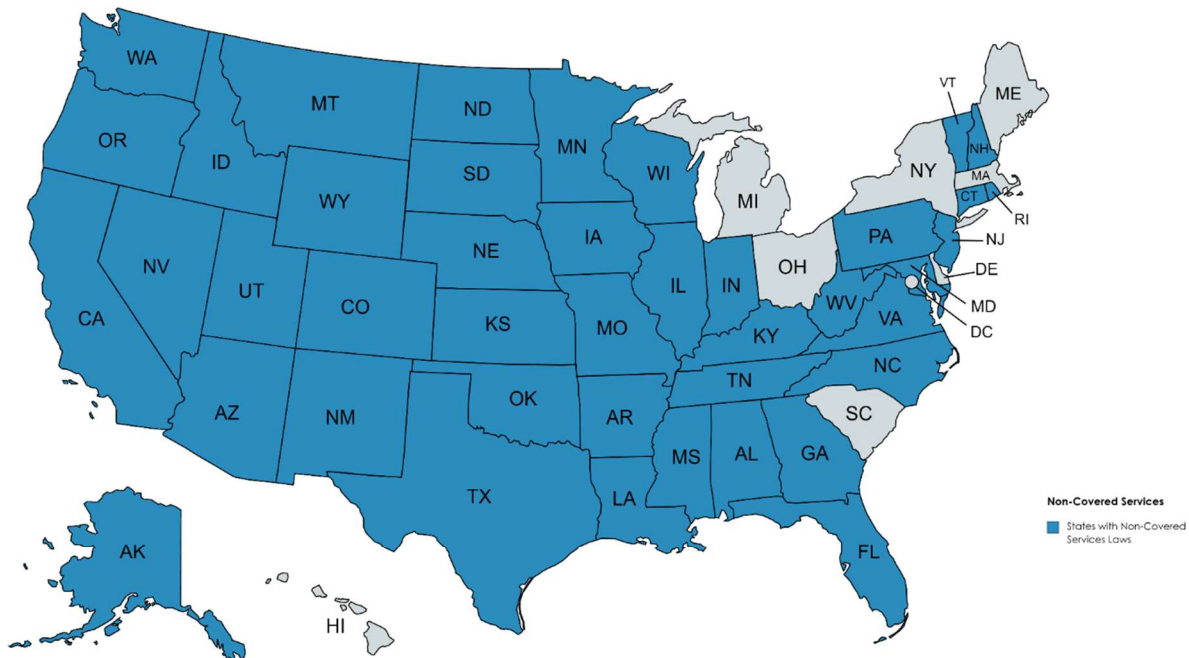 WA
MT
ND
MN
VT
ME
OR
ID
SD
WI
NH
NY
MA
WY
MI
CT
RI
IA
PA
NJ
NE
NV
OH
DE
UT
IL
IN
CO
WV
MD
CA
KS
MO
VA
DC
KY
NC
TN
OK
AZ
NM
AR
SC
MS
AL
GA
TX
LA
Non-Covered Services
States with Non-Covered
Services Laws
AK
FL
HI